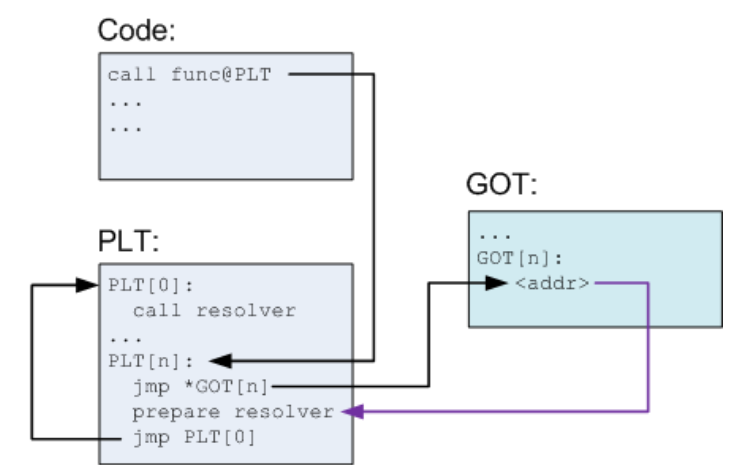 Code:
call func@PLT
...
...
PLT:
PLT[0]:
call resolver
...
PLT[n]:
jmp *GOT[n]
prepare resolver
jmp PLT[0]
GOT:
...
GOT[n]:
<addr>